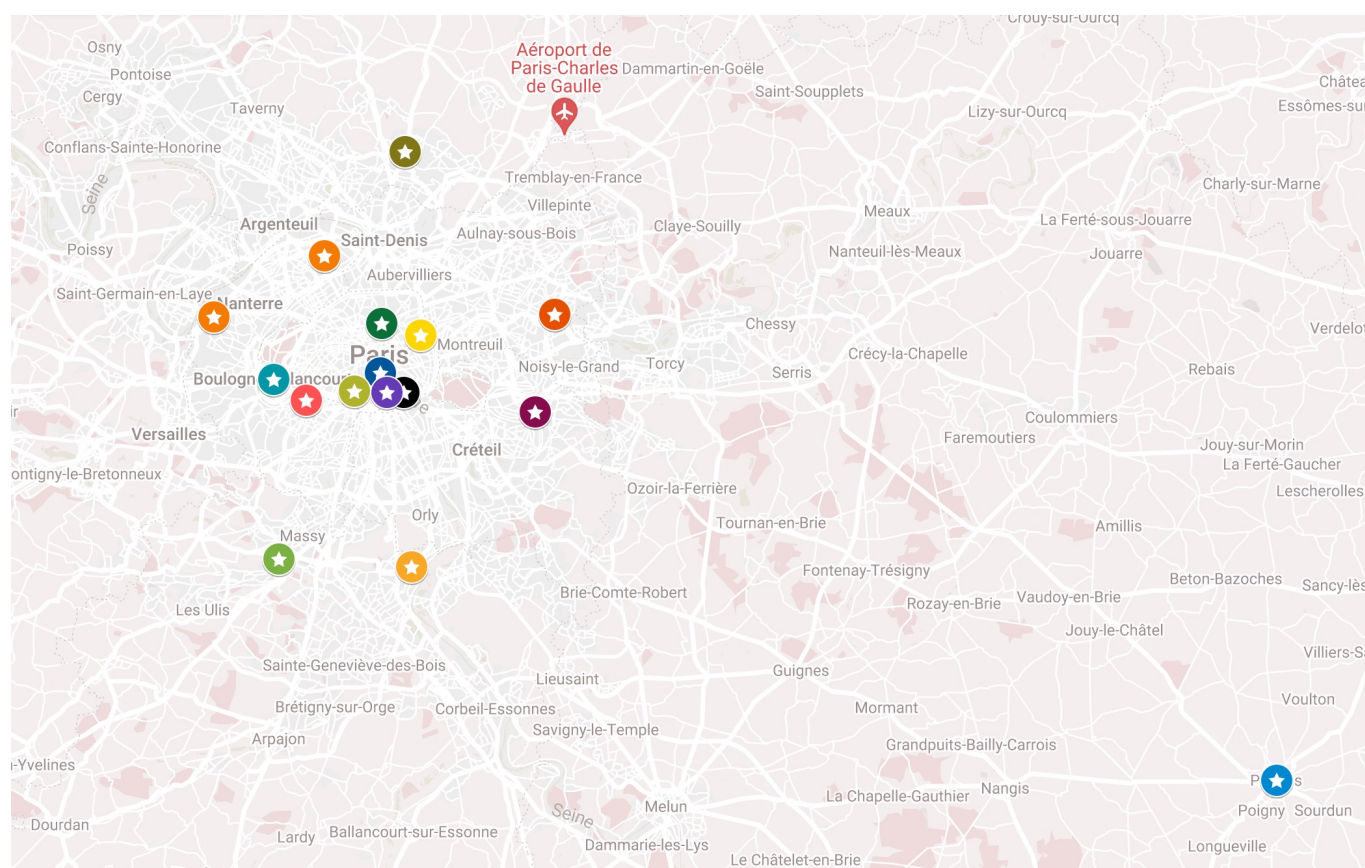 Crouy-sur-Ourcq
Osny
Aéroport de
Paris-Charles
de Gaulle
Dammartin-en-Goële
Pontoise
Cergy
Saint-Soupplets
Châtea
Taverny
Lizy-sur-Ourcq
Essômes-sur
Conflans-Sainte-Honorine
Seine
Tremblay-en-France
Charly-sur-Marne
Villepinte
Meaux
La Ferté-sous-Jouarre
Argenteuil
Claye-Souilly
Saint-Denis
Aulnay-sous-Bois
Poissy
Nanteuil-lès-Meaux
Jouarre
Aubervilliers
Saint-Germain-en-Laye
Nanterre
Chessy
Verdelot
Montreuil
Paris
Crécy-la-Chapelle
Noisy-le-Grand
Torcy
Serris
Rebais
Boulogn
lancour
Coulommiers
Versailles
Faremoutiers
Jouy-sur-Morin
Créteil
La Ferté-Gaucher
ontigny-le-Bretonneux
Ozoir-la-Ferrière
Lescherolles
Orly
Tournan-en-Brie
Amillis
Massy
Fontenay-Trésigny
Beton-Bazoches
Sancy-lès
Brie-Comte-Robert
Vaudoy-en-Brie
Rozay-en-Brie
Les Ulis
Jouy-le-Châtel
Villiers-S
Sainte-Geneviève-des-Bois
Guignes
Lieusaint
Voulton
Brétigny-sur-Orge
Corbeil-Essonnes
Mormant
Savigny-le-Temple
Arpajon
Grandpuits-Bailly-Carrois
-Yvelines
P
s
Nangis
La Chapelle-Gauthier
Melun
Seine
Poigny
Sourdun
Dourdan
Lardy
Ballancourt-sur-Essonne
Dammarie-les-Lys
Longueville
Le Châtelet-en-Brie